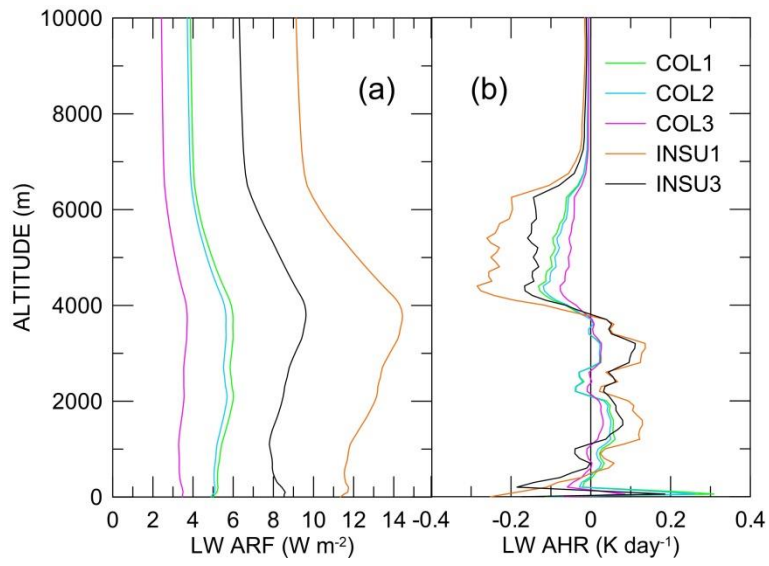 10000
8000
6000
4000
2000
0
ALTITUDE (m)
(a)
(b)
COL1
COL2
COL3
INSU1
INSU3
0 2 4 6 8 10 12 14 -0.4 -0.2 0 0.2 0.4
LW ARF (W m⁻²) LW AHR (K day⁻¹)